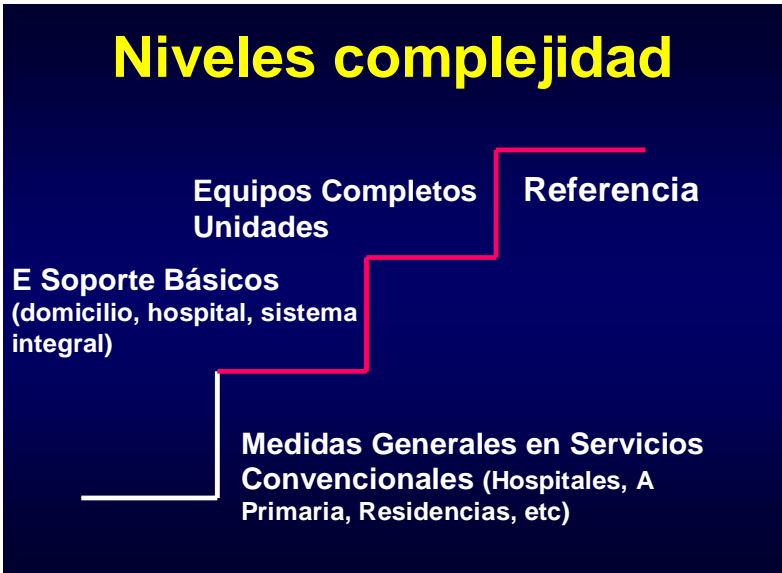 Niveles complejidad
Equipos Completos
Unidades
Referencia
E Soporte Básicos
(domicilio, hospital, sistema
integral)
Medidas Generales en Servicios
Convencionales (Hospitales, A
Primaria, Residencias, etc)